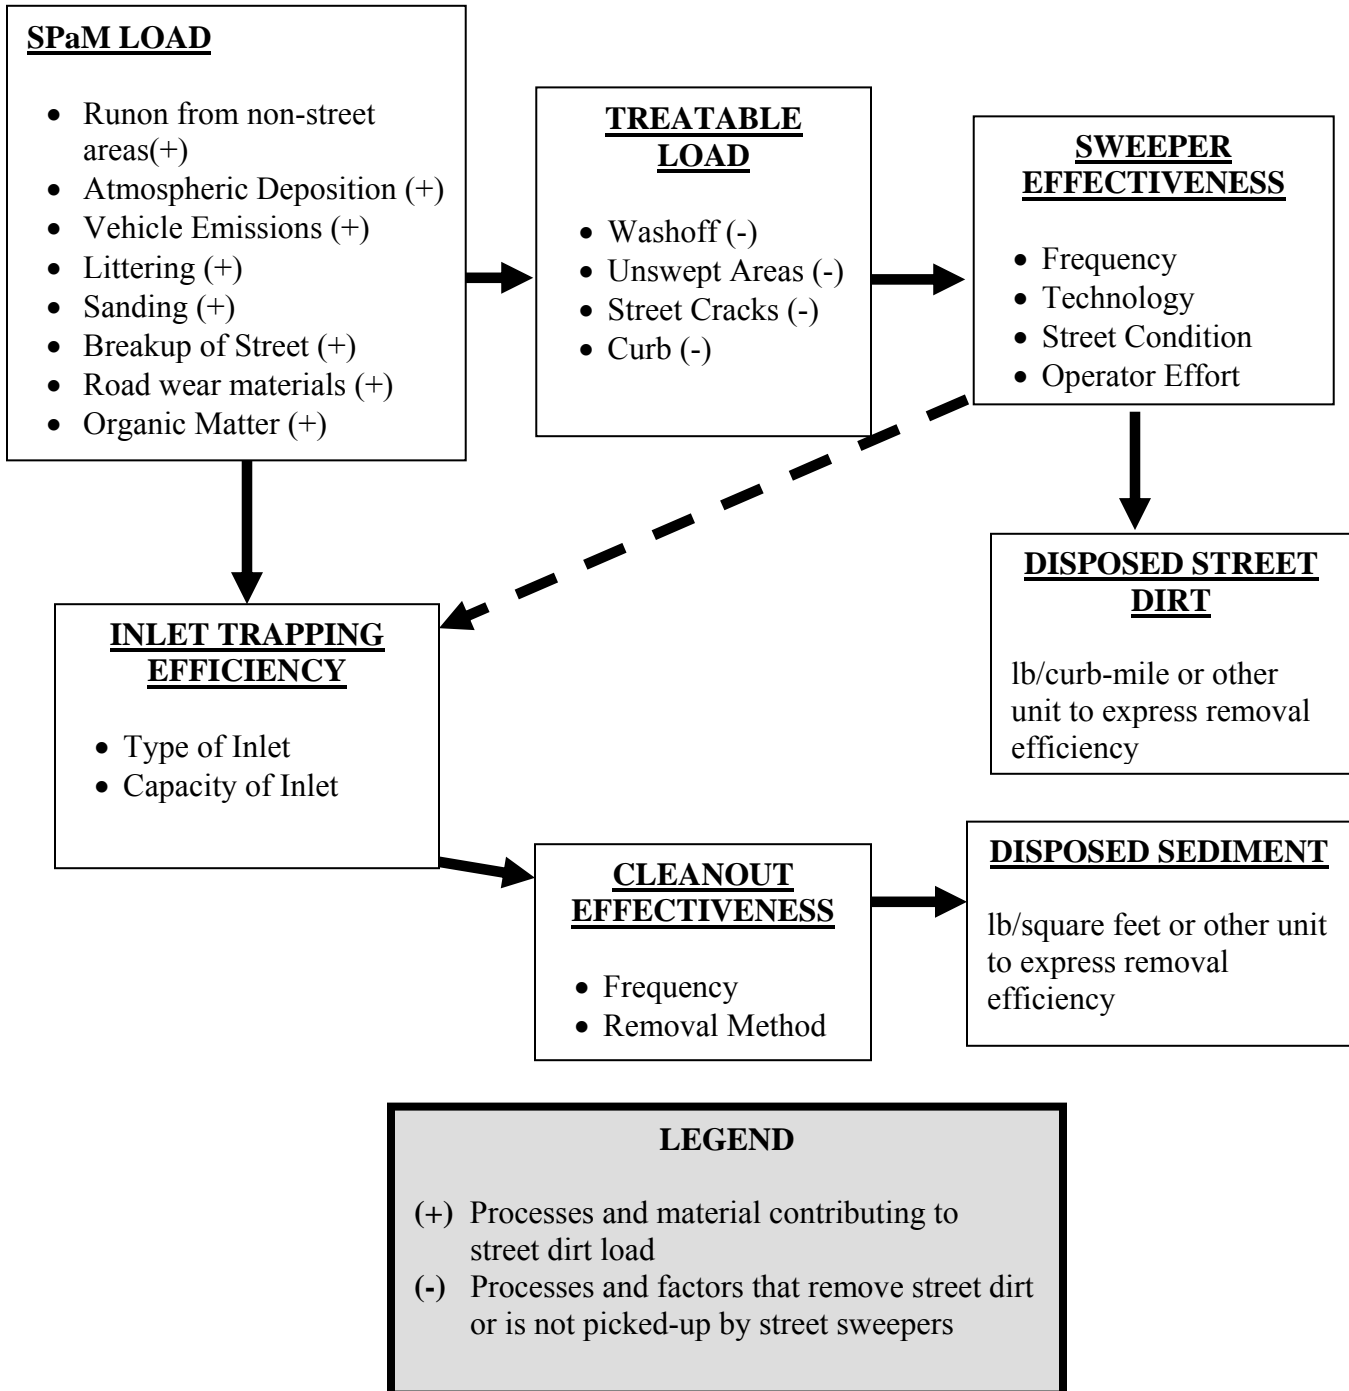 SPaM LOAD
• Runon from non-street
areas(+)
• Atmospheric Deposition (+)
• Vehicle Emissions (+)
• Littering (+)
• Sanding (+)
• Breakup of Street (+)
• Road wear materials (+)
• Organic Matter (+)
TREATABLE
LOAD
• Washoff (-)
• Unswept Areas (-)
• Street Cracks (-)
• Curb (-)
SWEEPER
EFFECTIVENESS
• Frequency
• Technology
• Street Condition
• Operator Effort
DISPOSED STREET
DIRT
lb/curb-mile or other
unit to express removal
efficiency
INLET TRAPPING
EFFICIENCY
• Type of Inlet
• Capacity of Inlet
CLEANOUT
EFFECTIVENESS
• Frequency
• Removal Method
DISPOSED SEDIMENT
lb/square feet or other unit
to express removal
efficiency
LEGEND
(+) Processes and material contributing to
street dirt load
(-) Processes and factors that remove street dirt
or is not picked-up by street sweepers